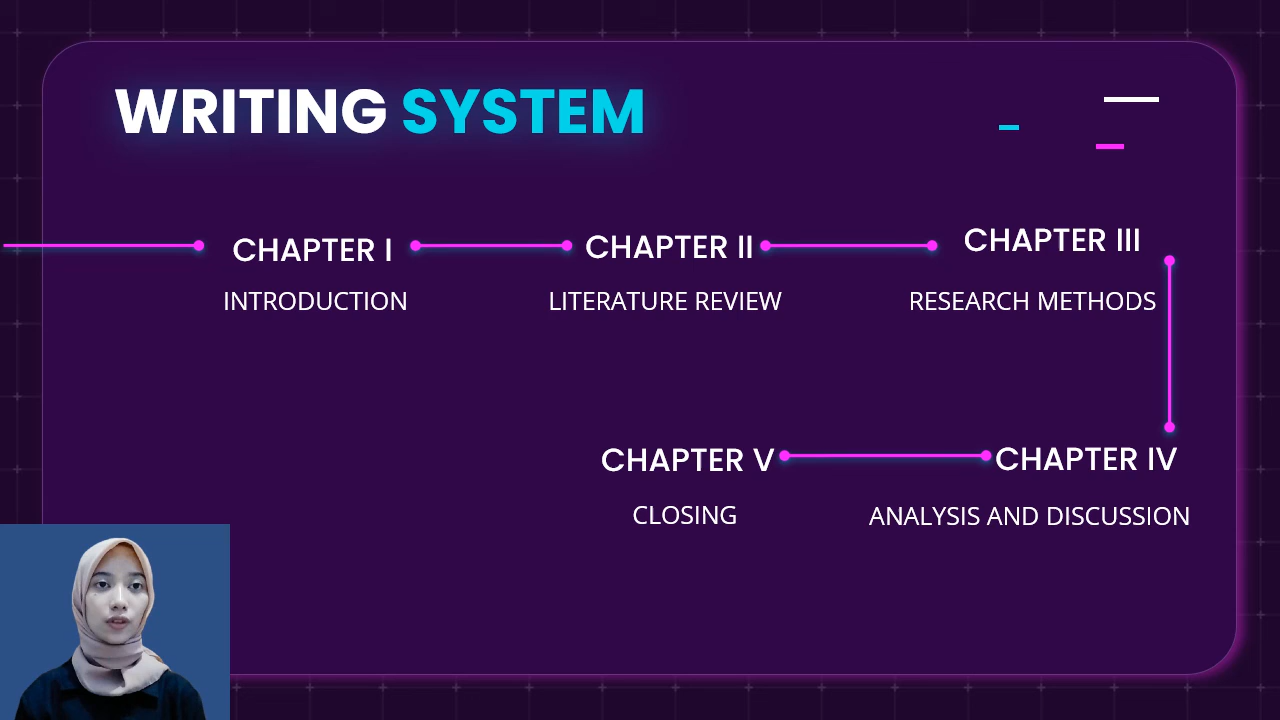 WRITING SYSTEM
CHAPTER I
INTRODUCTION
CHAPTER II
LITERATURE REVIEW
CHAPTER III
RESEARCH METHODS
CHAPTER IV
ANALYSIS AND DISCUSSION
CHAPTER V
CLOSING